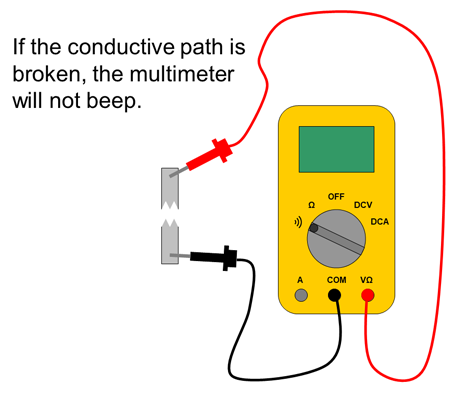 If the conductive path is
broken, the multimeter
will not beep.
OFF
Ω DCV
DCA
A COM VΩ